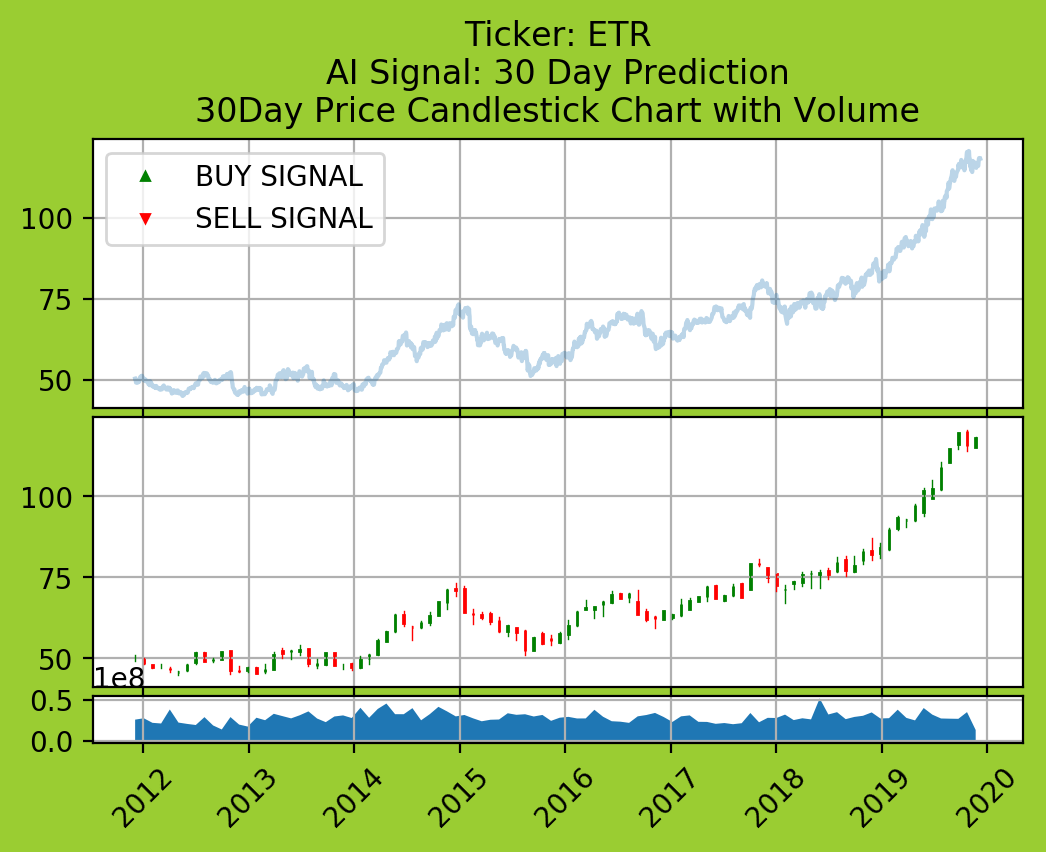 Ticker: ETR
AI Signal: 30 Day Prediction
30Day Price Candlestick Chart with Volume
BUY SIGNAL
SELL SIGNAL
100
75
50
100
75
50
1e8
0.5
0.0
2012
2013
2014
2015
2016
2017
2018
2019
2020